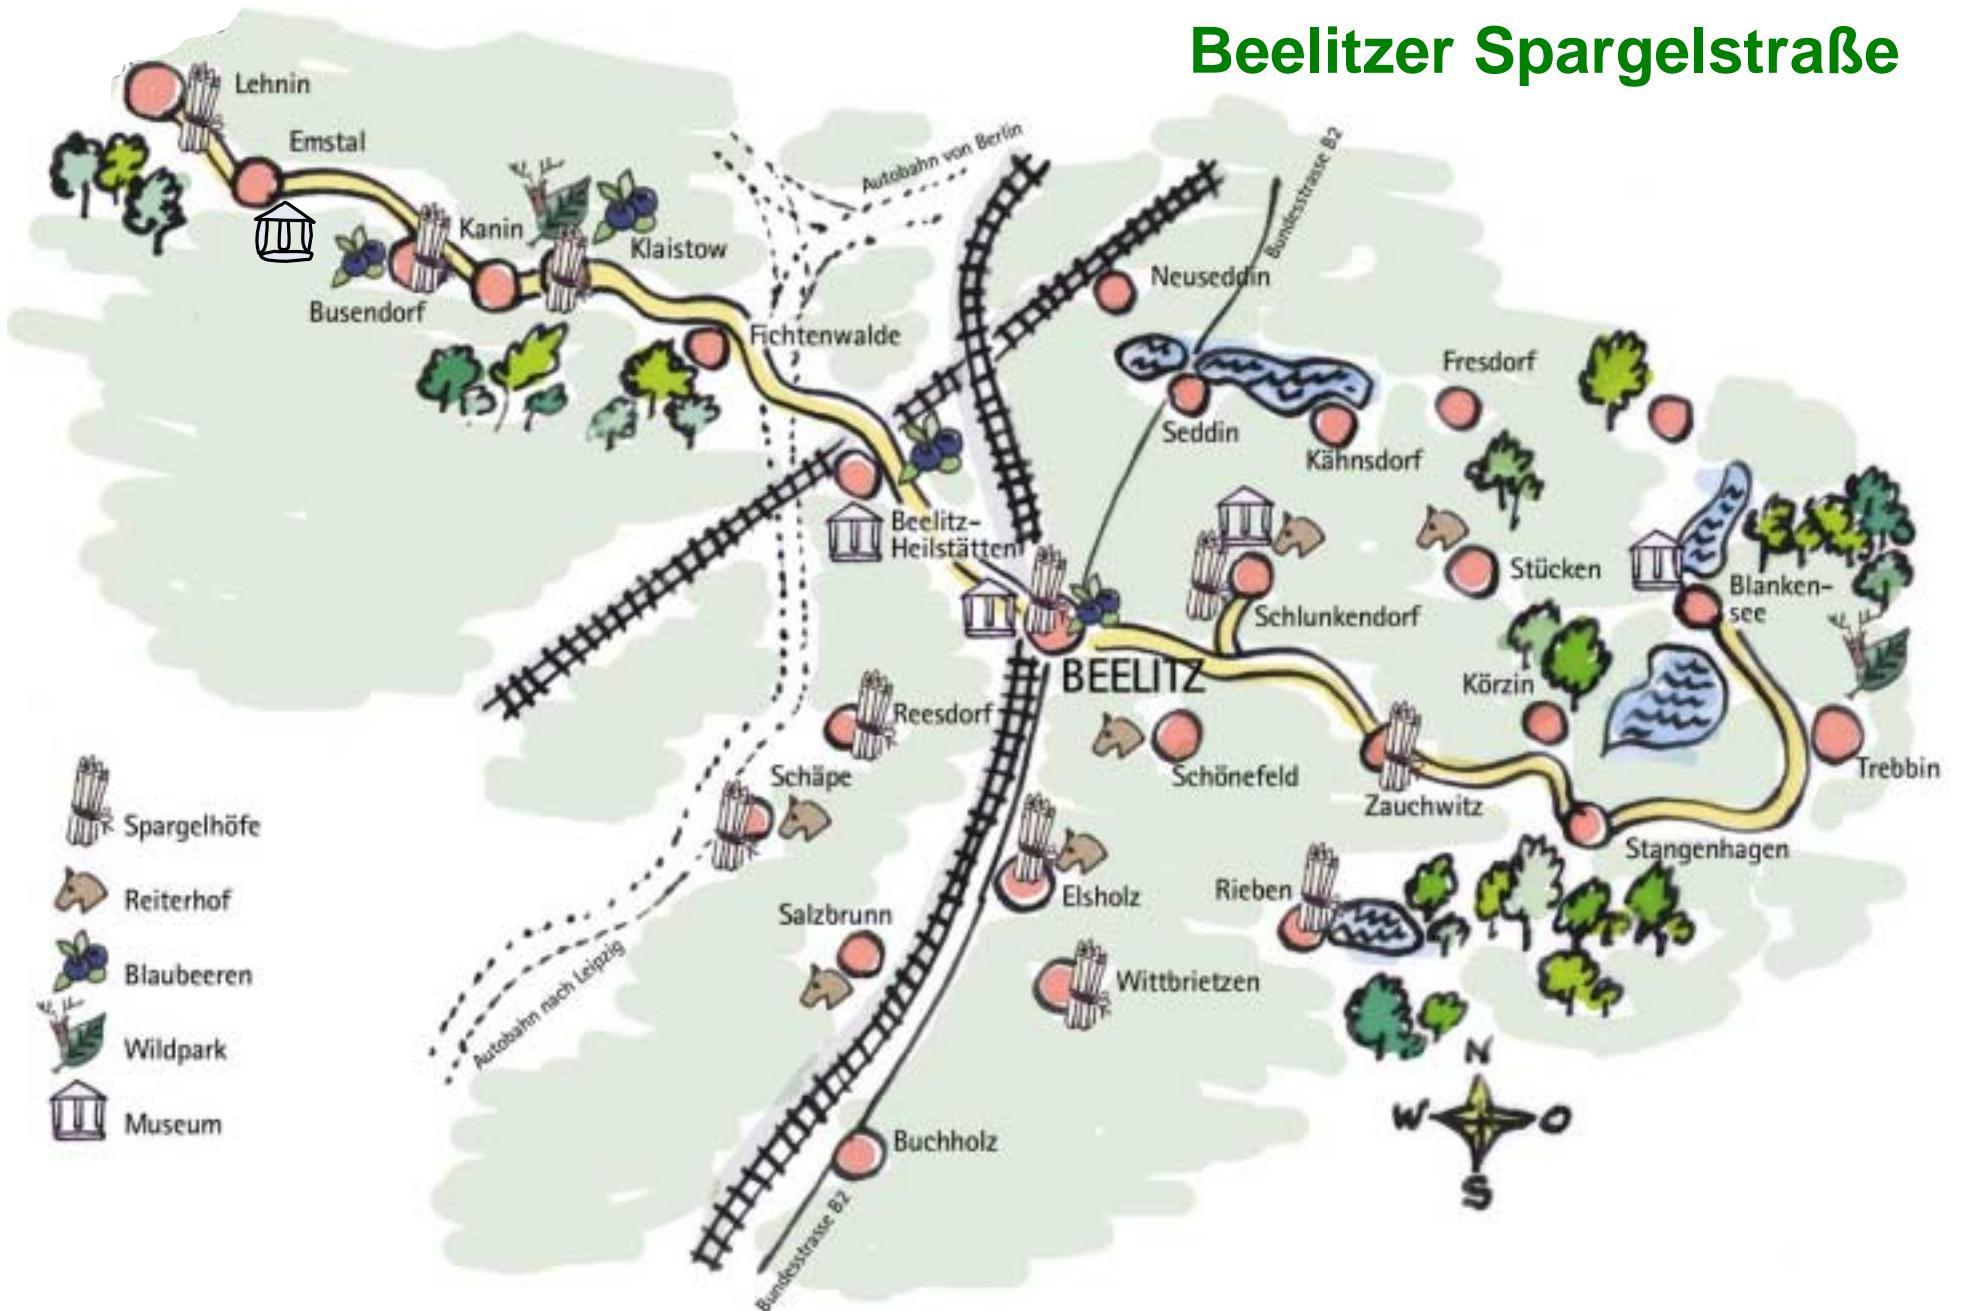 Beelitzer Spargelstraße
Lehnin
Emstal
Autobahn von Berlin
Bundesstrasse B2
Kanin
Klaistow
Neuseddin
Busendorf
Fichtenwalde
Fresdorf
Seddin
Kähnsdorf
Beelitz-
Heilstätten
Stücken
Blanken-
see
Schlunkendorf
BEELITZ
Körzin
Reesdorf
Trebbin
Schäpe
Schönefeld
Zauchwitz
Stangenhagen
Spargelhöfe
Reiterhof
Blaubeeren
Wildpark
Museum
Elsholz
Rieben
Salzbrunn
Wittbrietzen
Autobahn nach Leipzig
N
W
O
S
Buchholz
Bundesstrasse B2